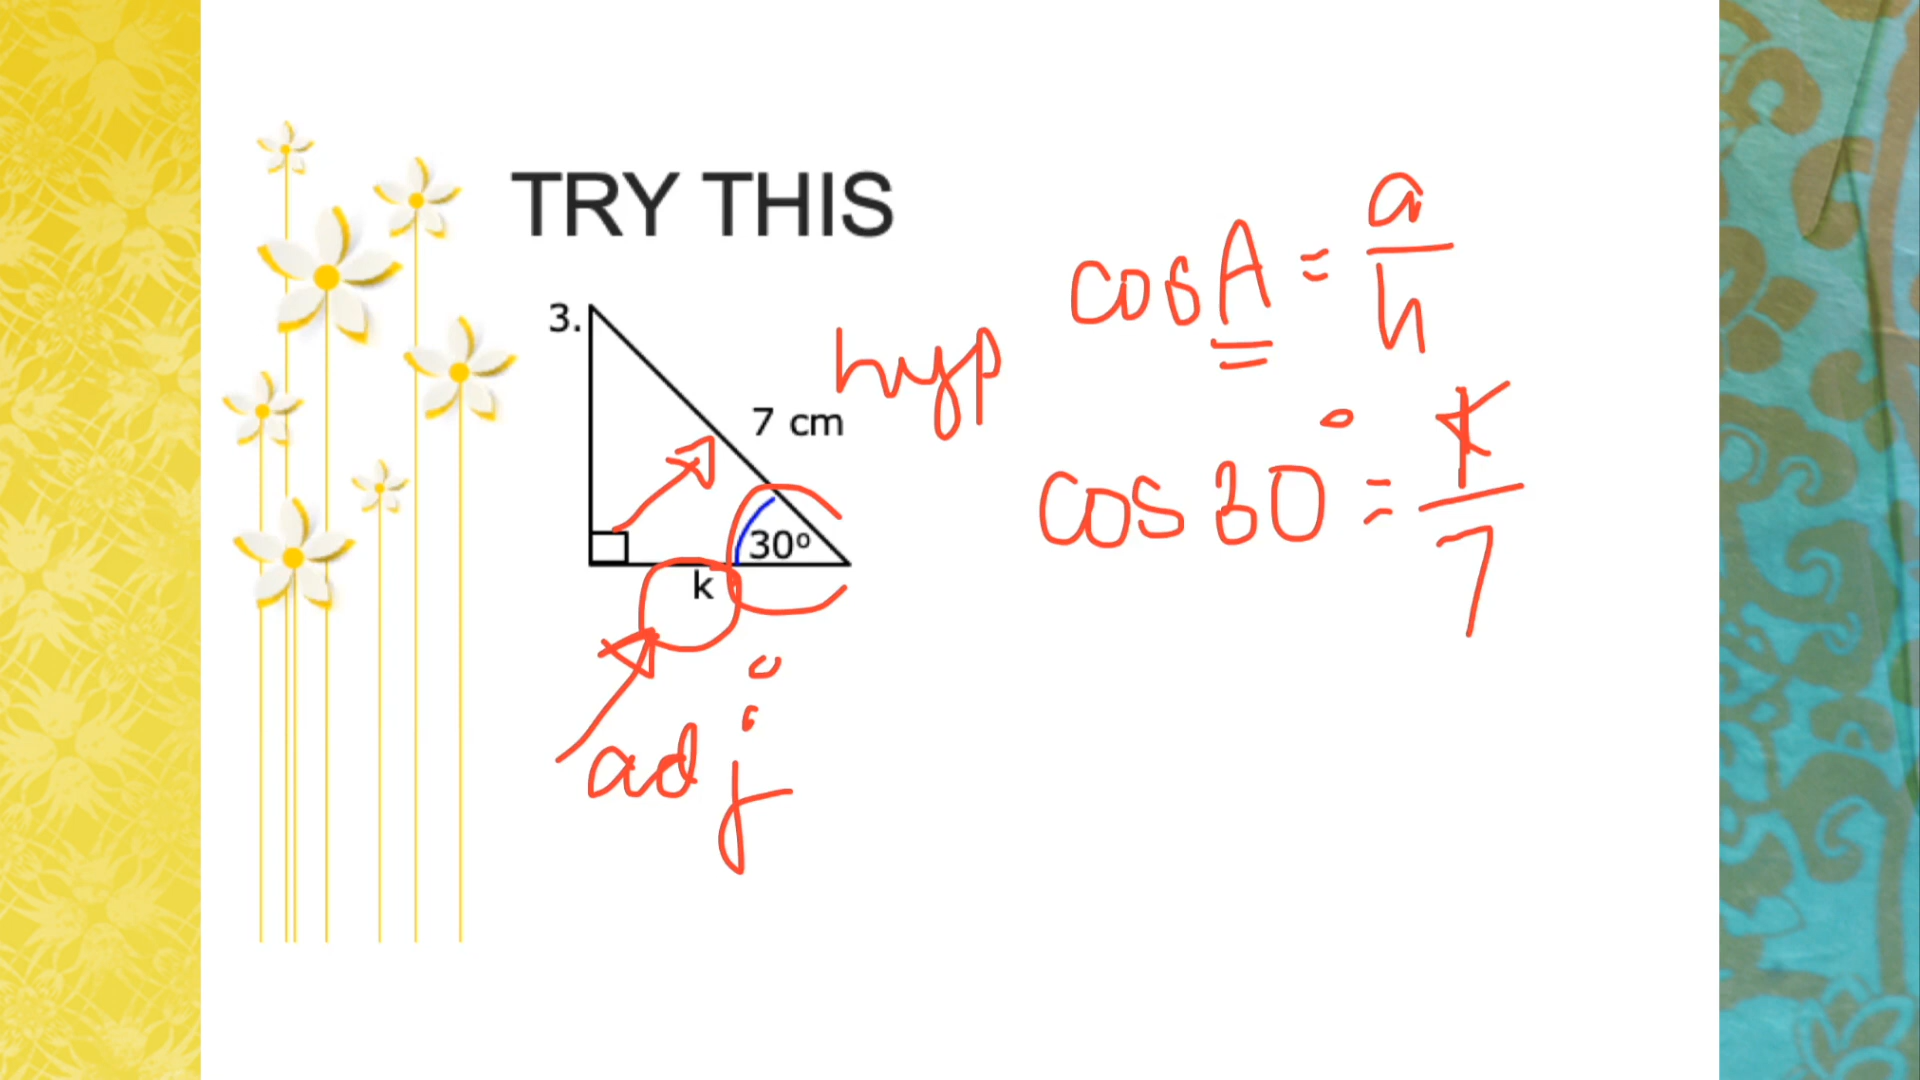 TRY THIS
cos A = a/h
3.
hyp
7 cm
cos 30° = k/7
30°
k
adj